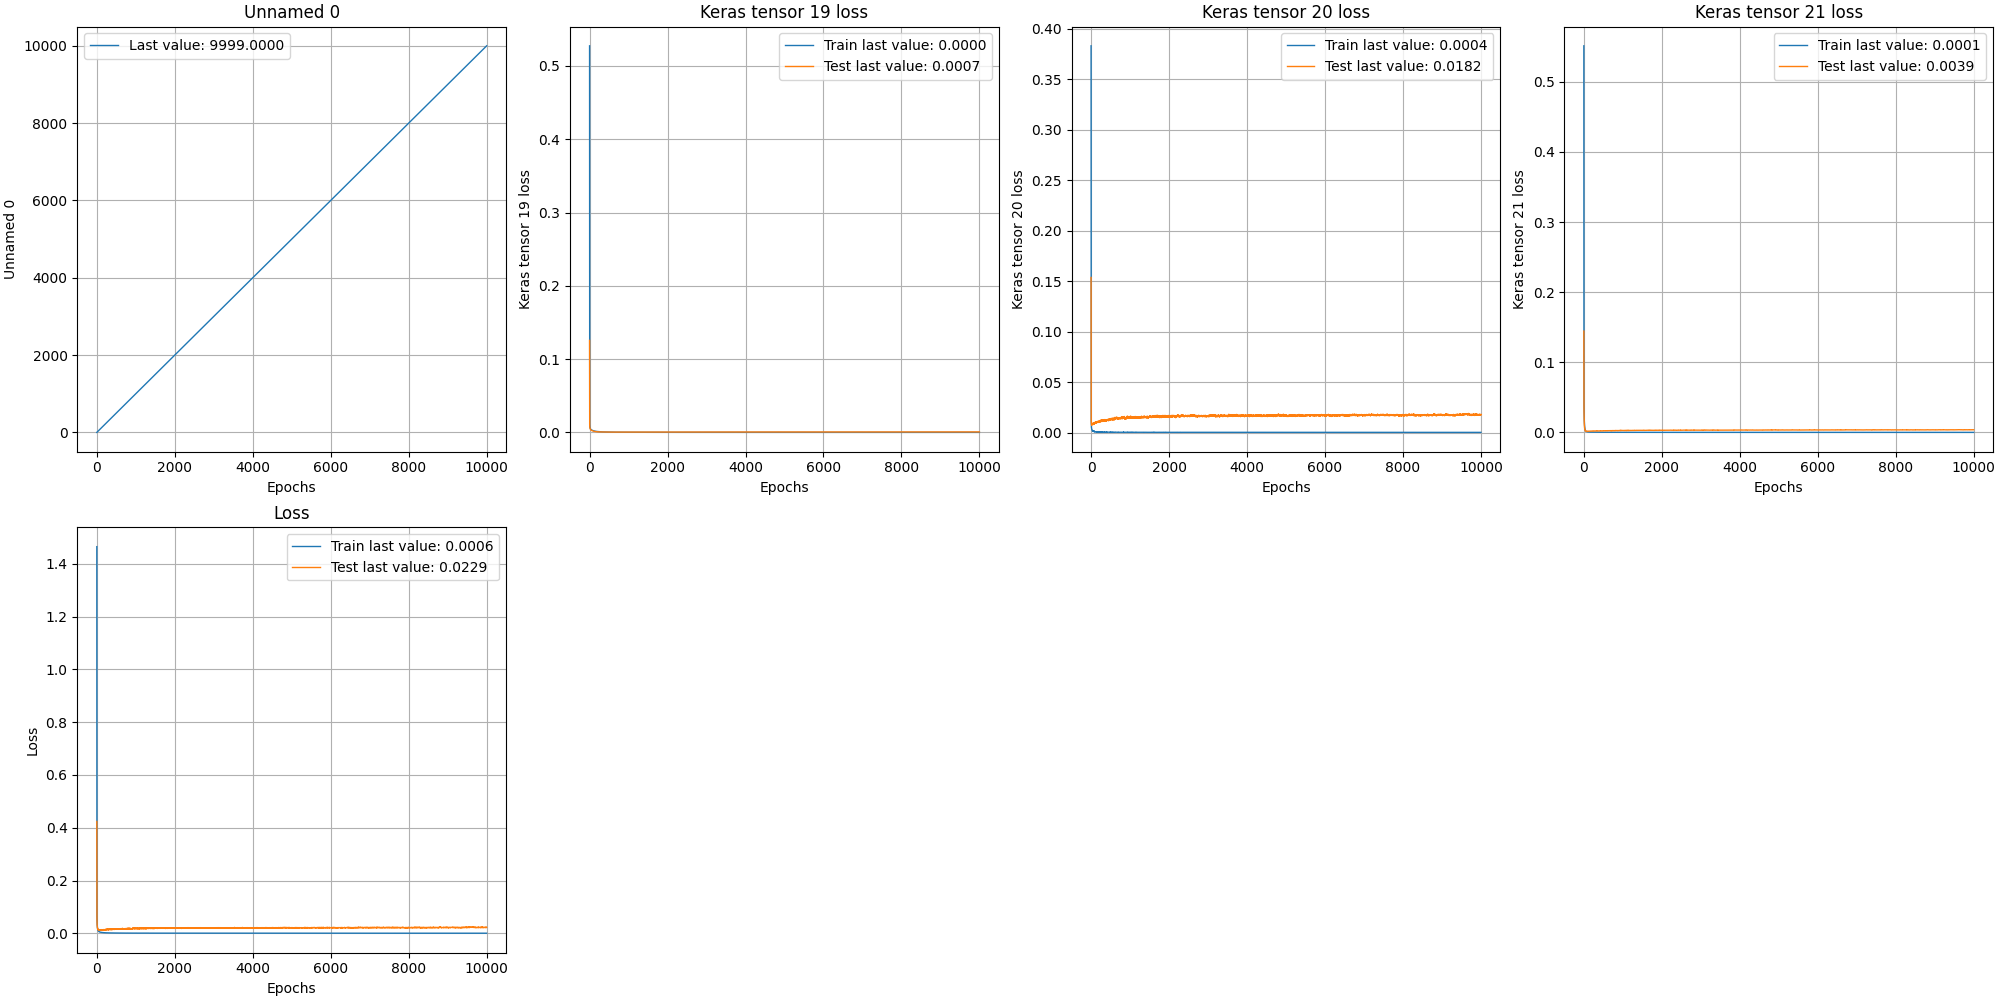 Unnamed 0
Last value: 9999.0000
Unnamed 0
10000
8000
6000
4000
2000
0
0 2000 4000 6000 8000 10000
Epochs
Keras tensor 19 loss
Train last value: 0.0000
Test last value: 0.0007
Keras tensor 19 loss
0.5
0.4
0.3
0.2
0.1
0.0
0 2000 4000 6000 8000 10000
Epochs
Keras tensor 20 loss
Train last value: 0.0004
Test last value: 0.0182
Keras tensor 20 loss
0.40
0.35
0.30
0.25
0.20
0.15
0.10
0.05
0.00
0 2000 4000 6000 8000 10000
Epochs
Keras tensor 21 loss
Train last value: 0.0001
Test last value: 0.0039
Keras tensor 21 loss
0.5
0.4
0.3
0.2
0.1
0.0
0 2000 4000 6000 8000 10000
Epochs
Loss
Train last value: 0.0006
Test last value: 0.0229
Loss
1.4
1.2
1.0
0.8
0.6
0.4
0.2
0.0
0 2000 4000 6000 8000 10000
Epochs